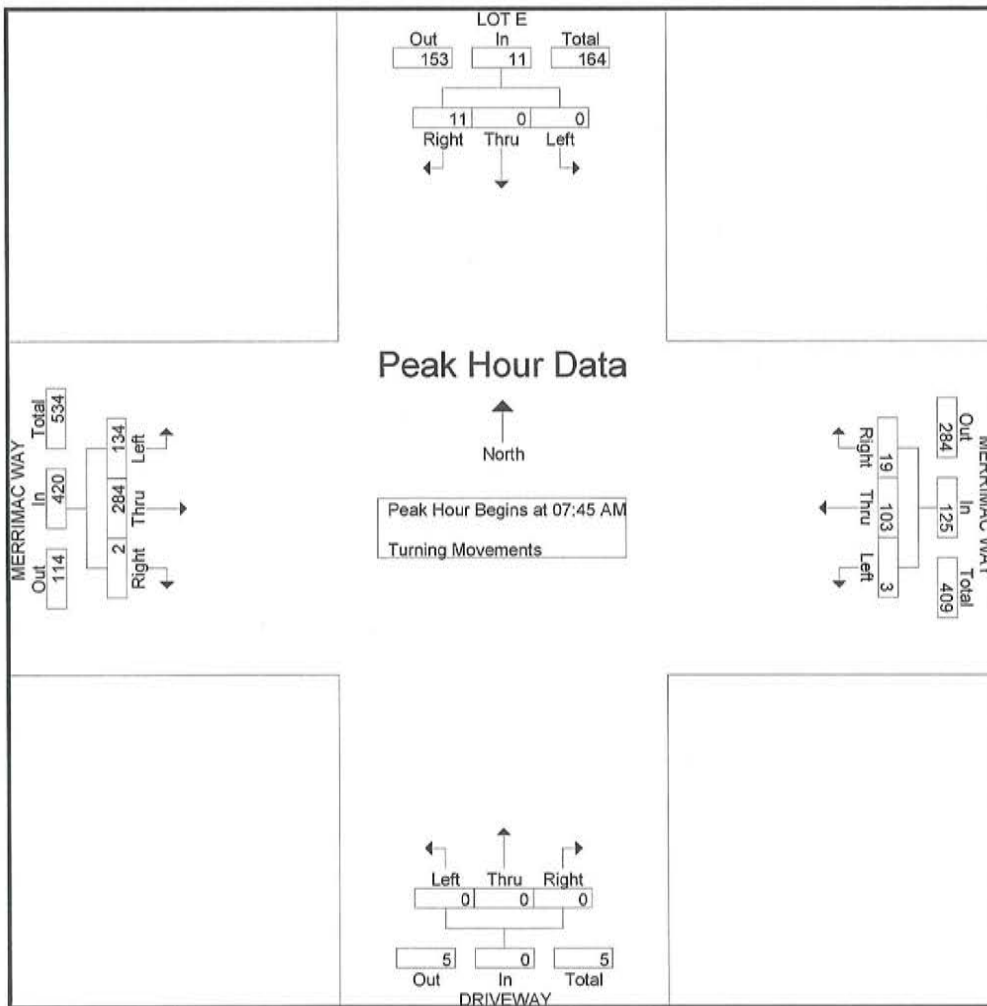 LOT E
Out In Total
153 11 164
11 0 0
Right Thru Left
Peak Hour Data
North
Peak Hour Begins at 07:45 AM
Turning Movements
MERRIMAC WAY
Out In Total
114 420 534
2 284 134
Right Thru Left
MERRIMAC WAY
Out In Total
284 125 409
19 103 3
Right Thru Left
Left Thru Right
0 0 0
5 0 5
Out In Total
DRIVEWAY